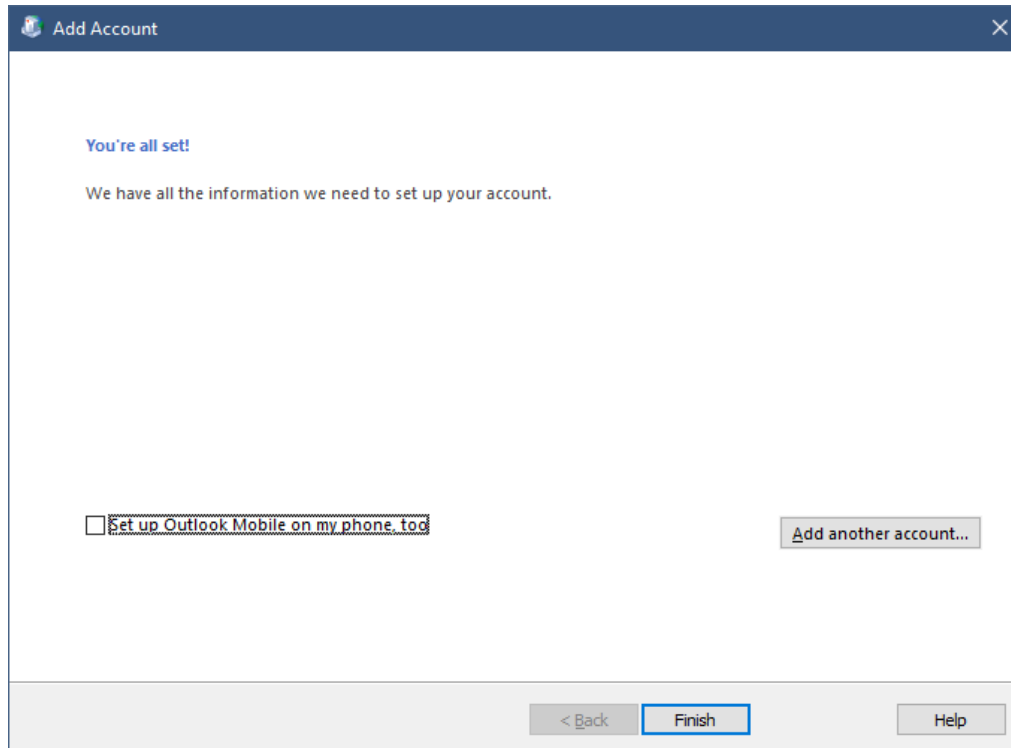 Add Account
You're all set!
We have all the information we need to set up your account.
Set up Outlook Mobile on my phone, too
Add another account...
< Back
Finish
Help